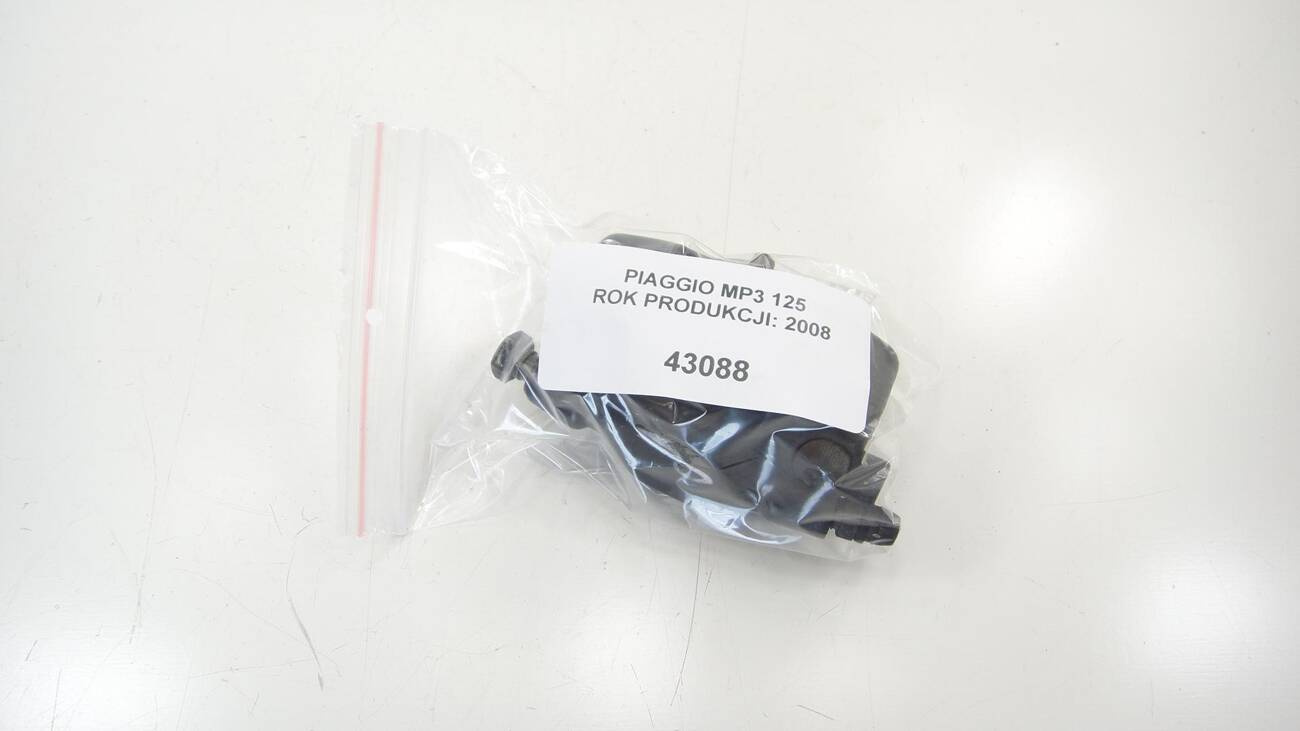 PIAGGIO MP3 125
ROK PRODUKCJI: 2008
43088